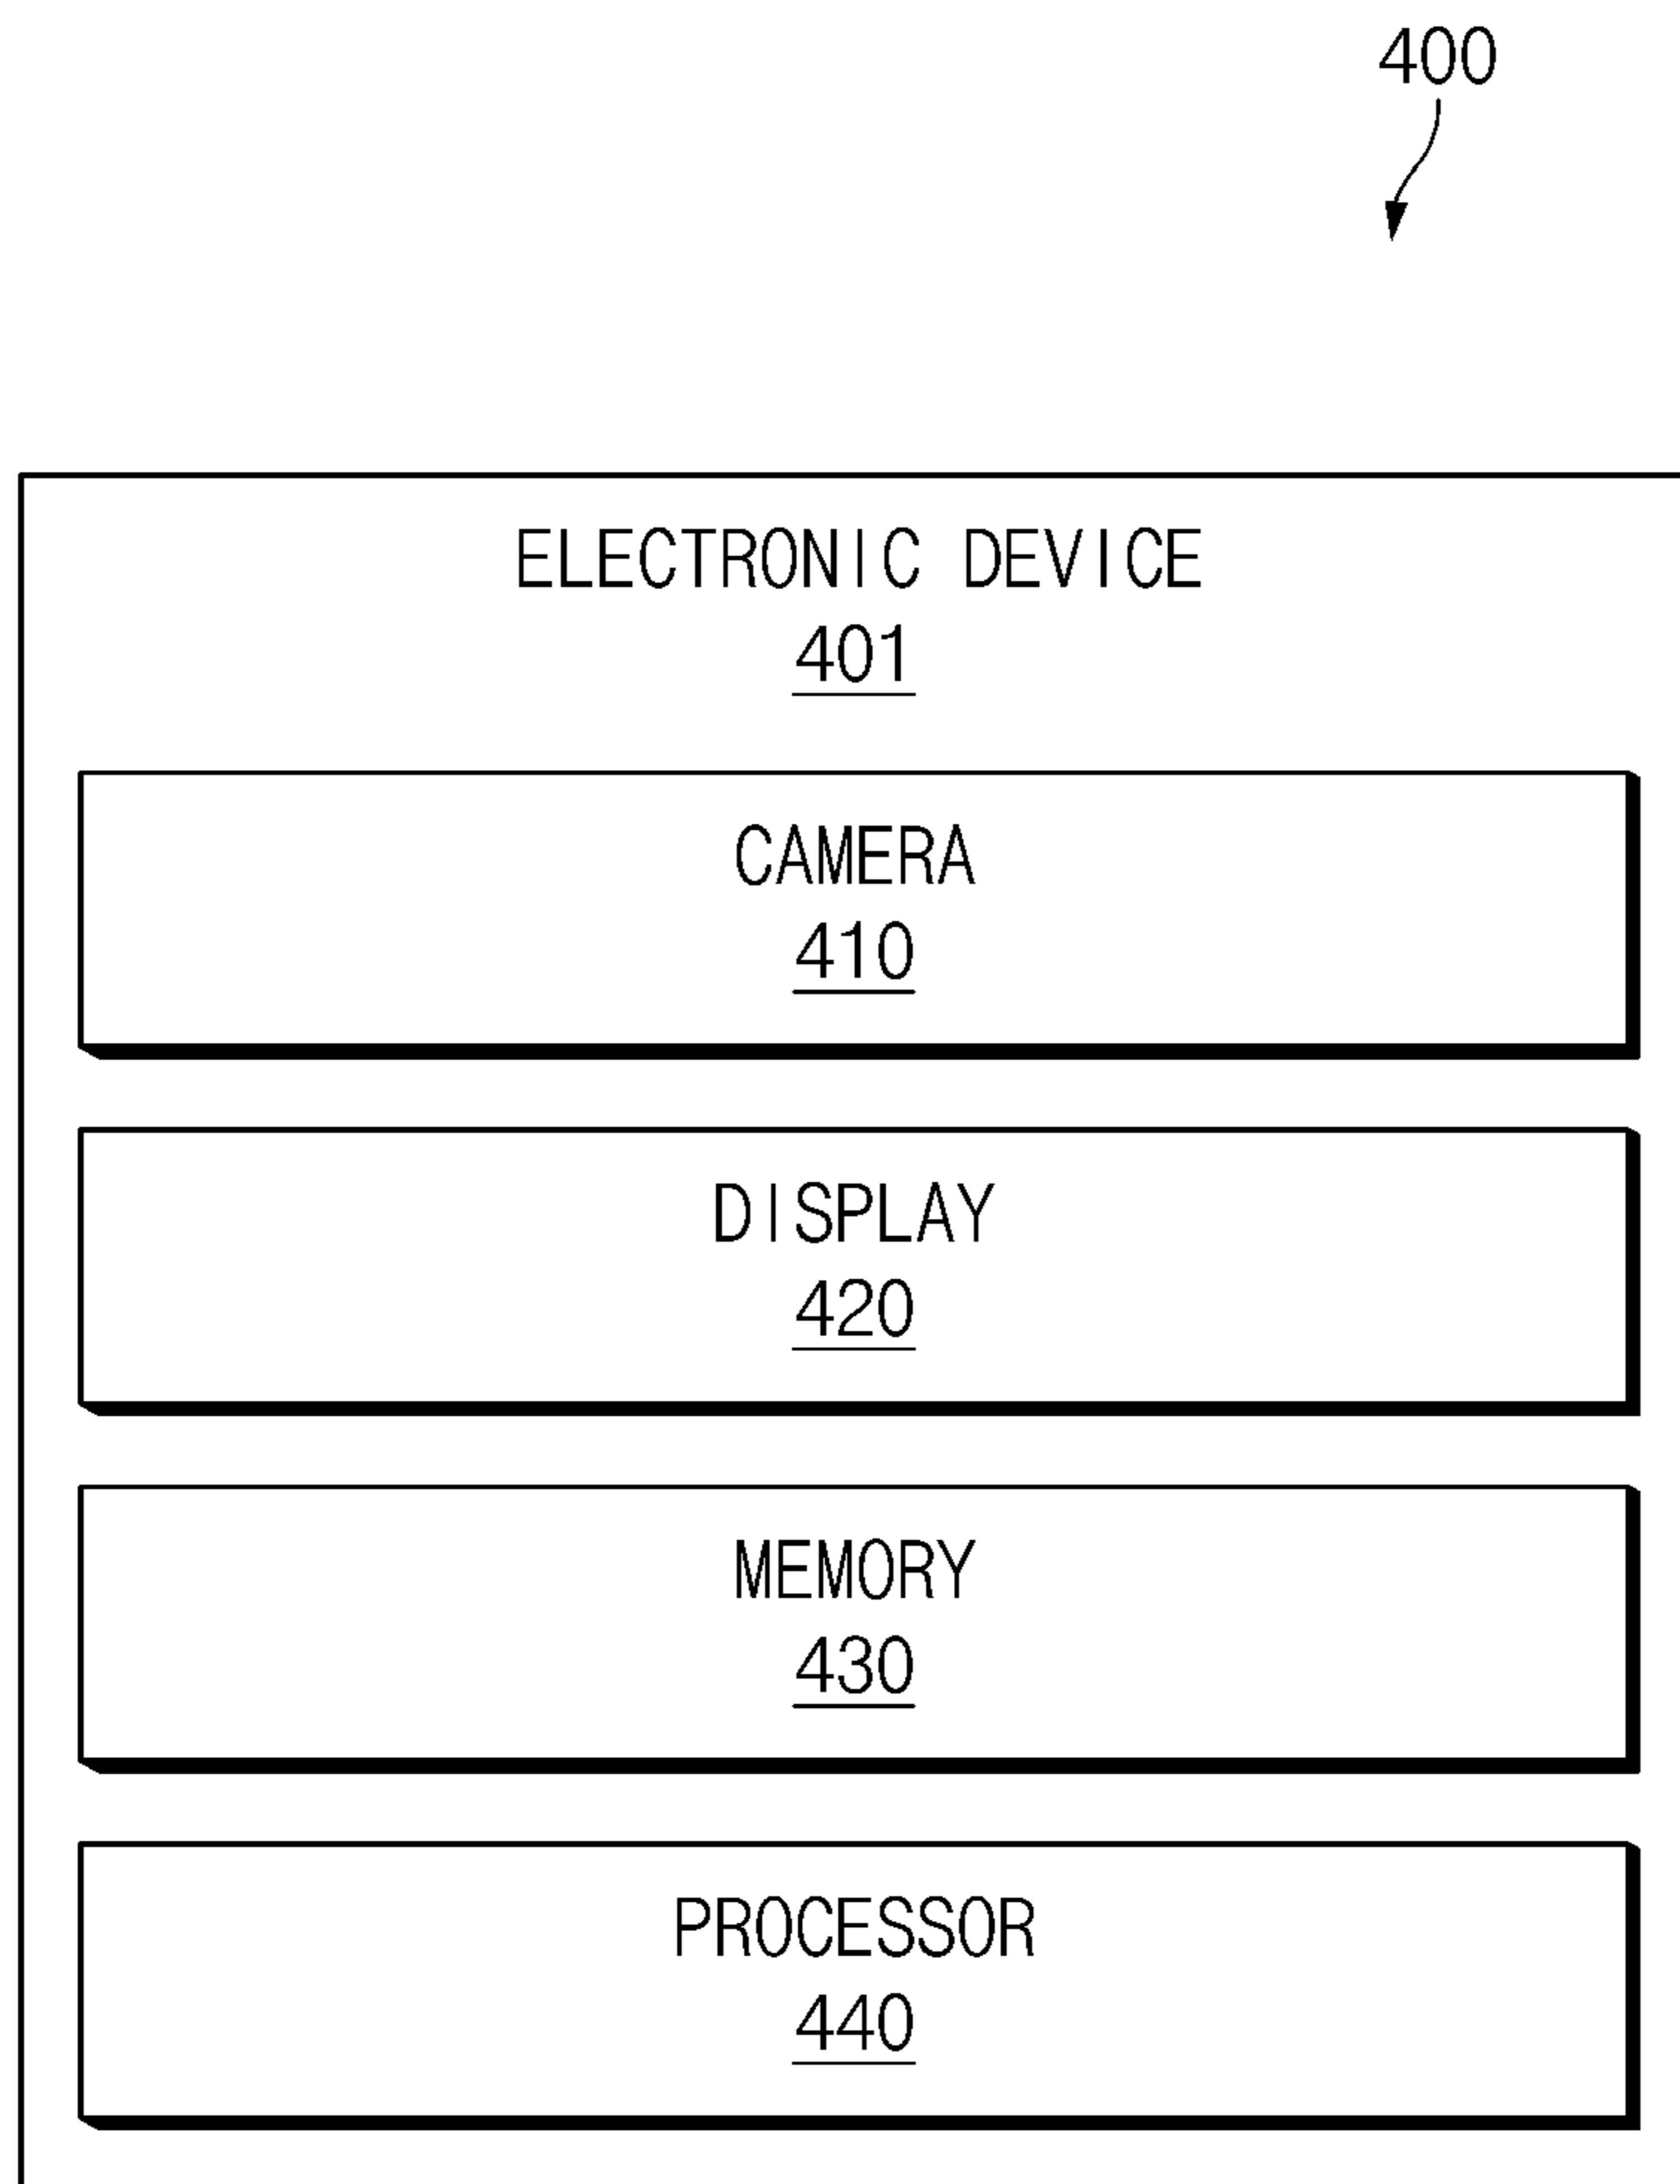 400
ELECTRONIC DEVICE
401
CAMERA
410
DISPLAY
420
MEMORY
430
PROCESSOR
440